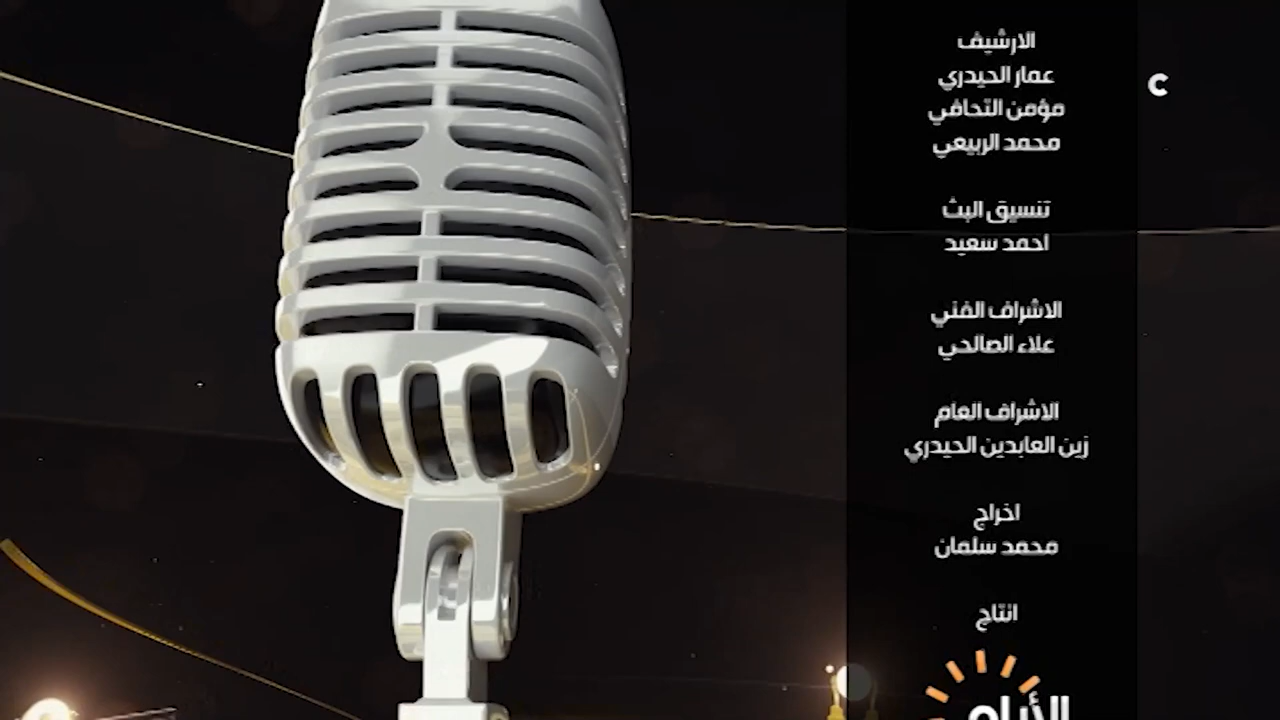 الارشيف
عمار الحيدري
مؤمن التحافي
محمد الربيعي
تنسيق البث
احمد سعيد
الاشراف الفني
علاء الصالحي
الاشراف العام
زين العابدين الحيدري
اخراج
محمد سلمان
انتاج